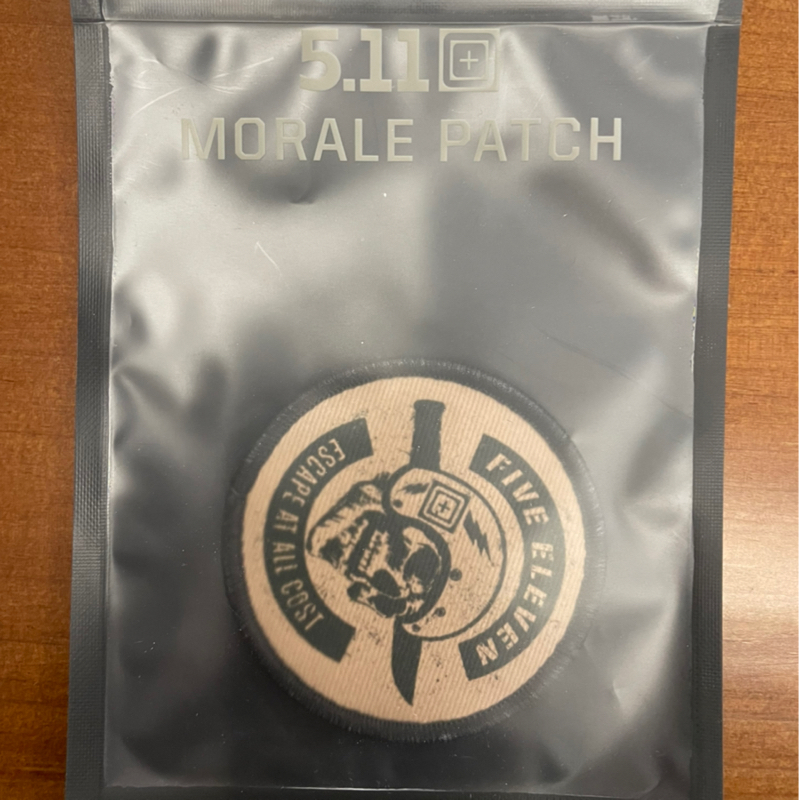 5.11
MORALE PATCH
FIVE ELEVEN
ESCAPE AT ALL COST